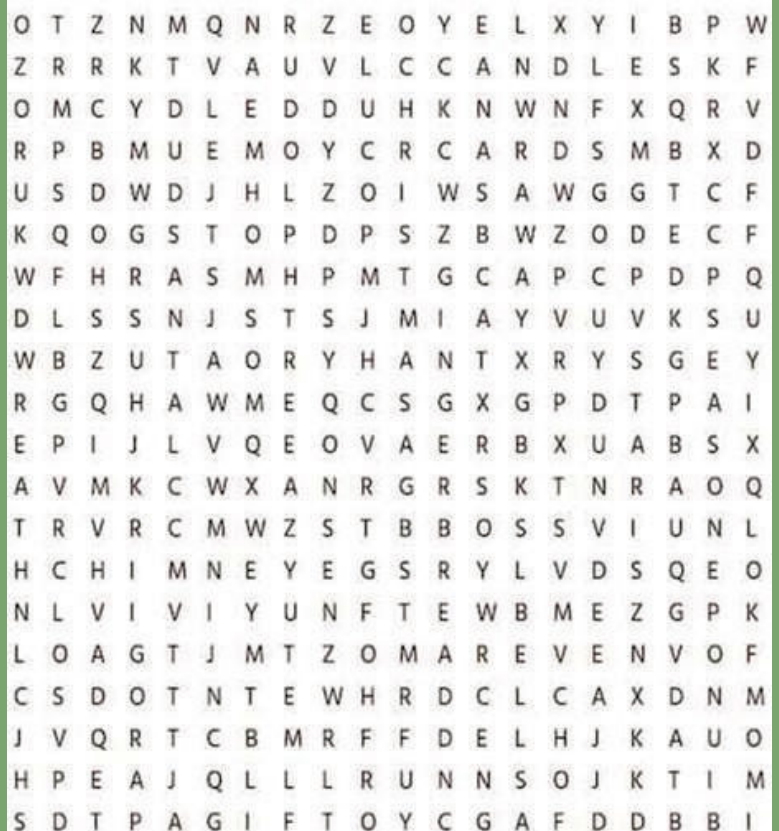 O T Z N M Q N R Z E O Y E L X Y I B P W
Z R R K T V A U V L C C A N D L E S K F
O M C Y D L E D D U H K N W N F X Q R V
R P B M U E M O Y C R C A R D S M B X D
U S D W D J H L Z O I W S A W G G T C F
K Q O G S T O P D P S Z B W Z O D E C F
W F H R A S M H P M T G C A P C P D P Q
D L S S N J S T S J M I A Y V U V K S U
W B Z U T A O R Y H A N T X R Y S G E Y
R G Q H A W M E Q C S G X G P D T P A I
E P I J L V Q E O V A E R B X U A B S X
A V M K C W X A N R G R S K T N R A O Q
T R V R C M W Z S T B B O S S V I U N L
H C H I M N E Y E G S R Y L V D S Q E O
N L V I V I Y U N F T E W B M E Z G P K
L O A G T J M T Z O M A R E V E N V O F
C S D O T N T E W H R D C L C A X D N M
J V Q R T C B M R F F D E L H J K A U O
H P E A J Q L L L R U N N S O J K T I M
S D T P A G I F T O Y C G A F D D B B I